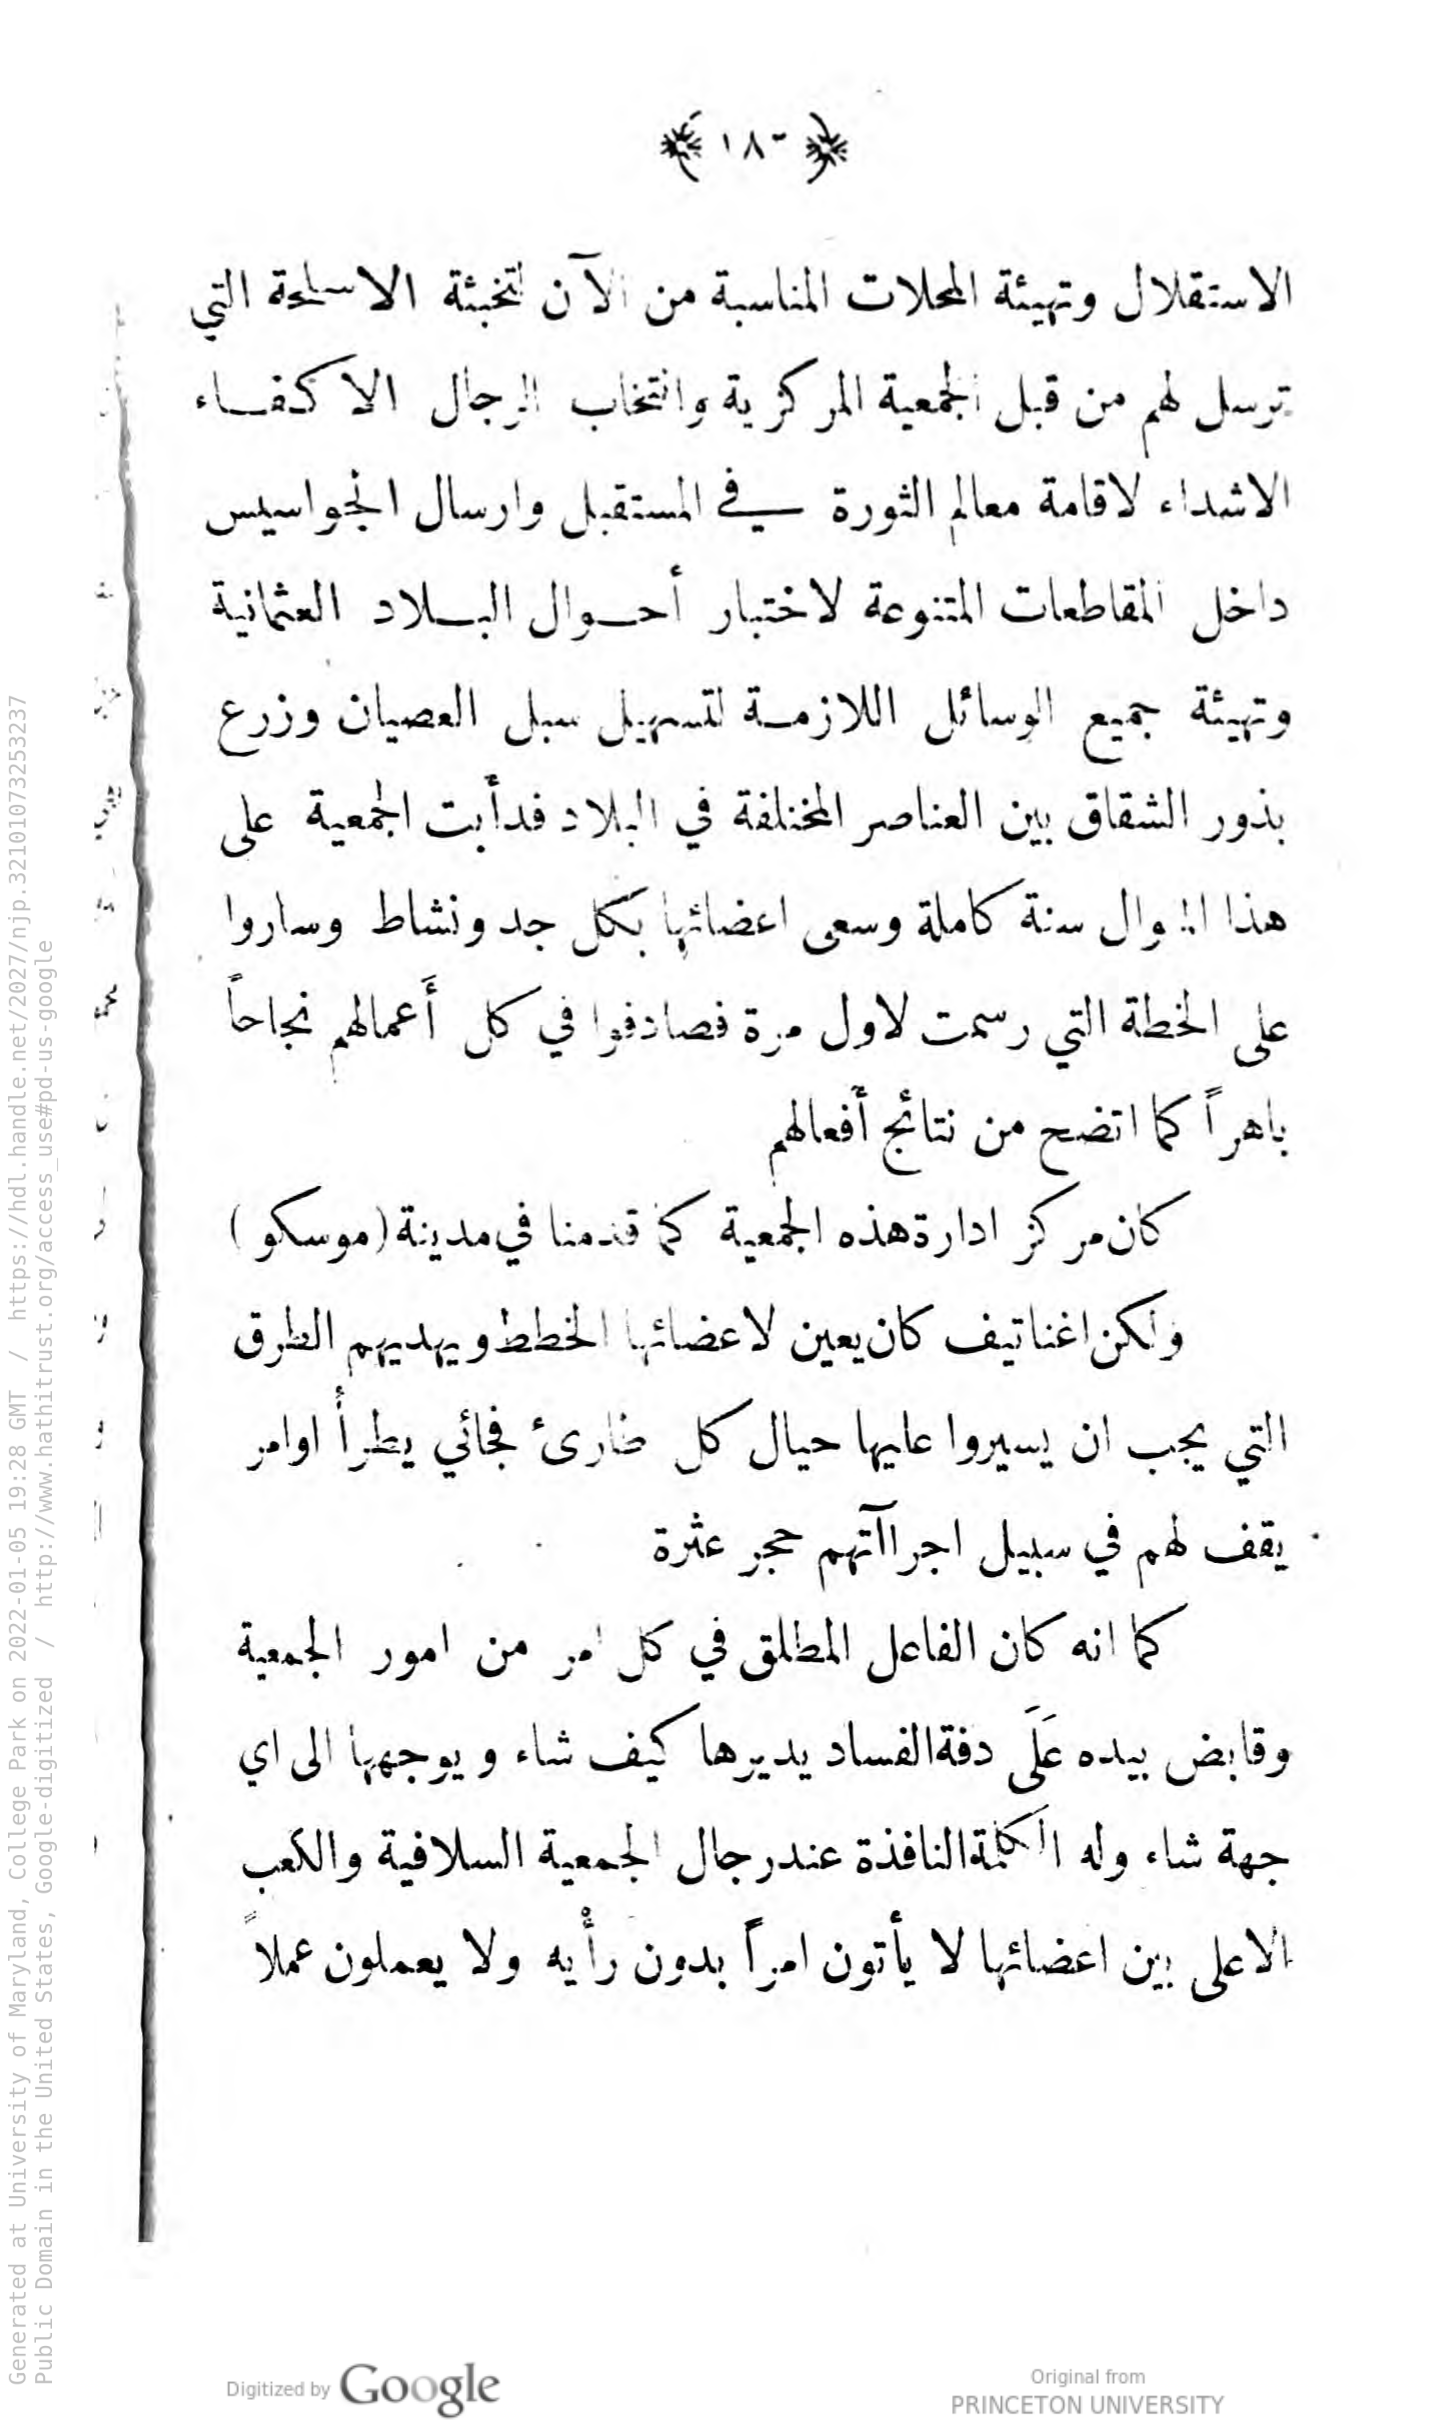 ١٨
الاستقلال وتهيئة المحلات المناسبة من الآن لتخبئة الاسلحة التي
ترسل لهم من قبل الجمعية المركزية وانتخاب الرجال الاكفاء
الاشداء لاقامة معالم الثورة في المستقبل وارسال الجواسيس
داخل المقاطعات المتنوعة لاختبار أحوال البلاد العثمانية
وتهيئة جميع الوسائل اللازمة لتسهيل سبل العصيان وزرع
بذور الشقاق بين العناصر المختلفة في البلاد فدأبت الجمعية على
هذا المنوال سنة كاملة وسعى اعضائها بكل جد ونشاط وساروا
على الخطة التي رسمت لاول مرة فصادفوا في كل أعمالهم نجاحاً
باهراً كما اتضح من نتائج أفعالهم
كان مركز ادارة هذه الجمعية كما قدمنا في مدينة (موسكو)
ولكن اغناتيف كان يعين لاعضائها الخطط ويهديهم الطرق
التي يجب ان يسيروا عليها حيال كل طارئ فجائي يطرأ اوامر
يقف لهم في سبيل اجراآتهم حجر عثرة
كما انه كان الفاعل المطلق في كل امر من امور الجمعية
وقابض بيده عَلَى دفة الفساد يديرها كيف شاء و يوجهها الى اي
جهة شاء وله الكلمة النافذة عند رجال الجمعية السلافية والكعب
الاعلى بين اعضائها لا يأتون امراً بدون رأيه ولا يعملون عملاً
Generated at University of Maryland, College Park on 2022-01-05 19:28 GMT / https://hdl.handle.net/2027/njp.32101073253237
Public Domain in the United States, Google-digitized / http://www.hathitrust.org/access_use#pd-us-google
Digitized by Google
Original from
PRINCETON UNIVERSITY